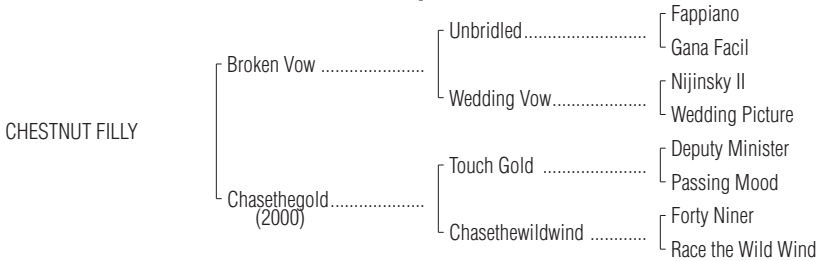 CHESTNUT FILLY
Broken Vow ......................
Unbridled..........................
Fappiano
Gana Facil
Wedding Vow....................
Nijinsky II
Wedding Picture
Chasethegold....................
(2000)
Touch Gold ......................
Deputy Minister
Passing Mood
Chasethewildwind ............
Forty Niner
Race the Wild Wind